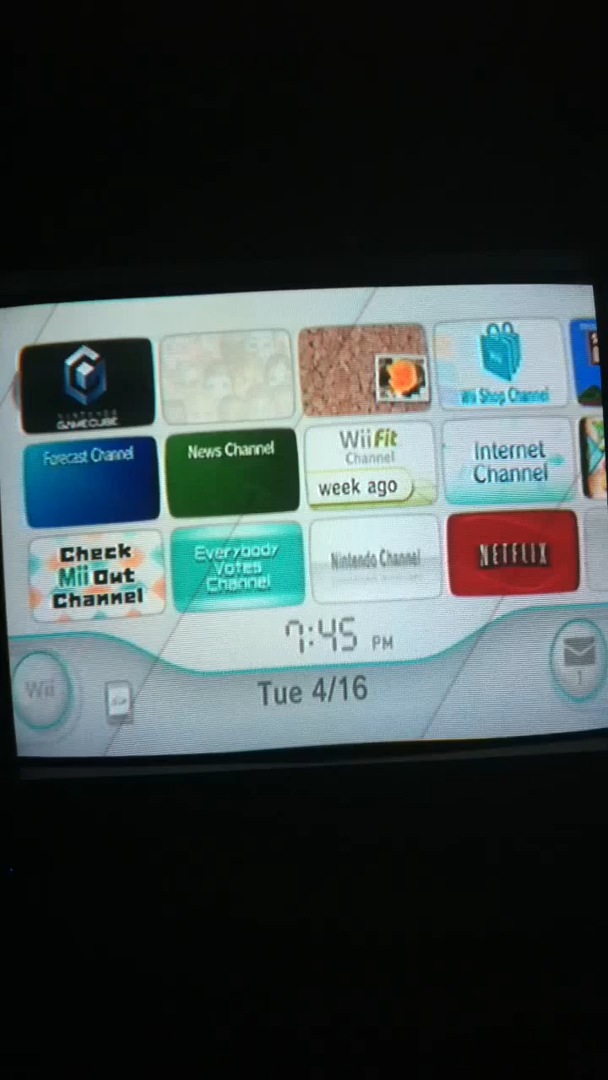 NINTENDO
GAMECUBE
Wii Shop Channel
Forecast Channel
News Channel
Wii Fit
Channel
week ago
Internet
Channel
Check
Mii Out
Channel
Everybody
Votes
Channel
Nintendo Channel
NETFLIX
7:45 PM
Wii
Tue 4/16
1